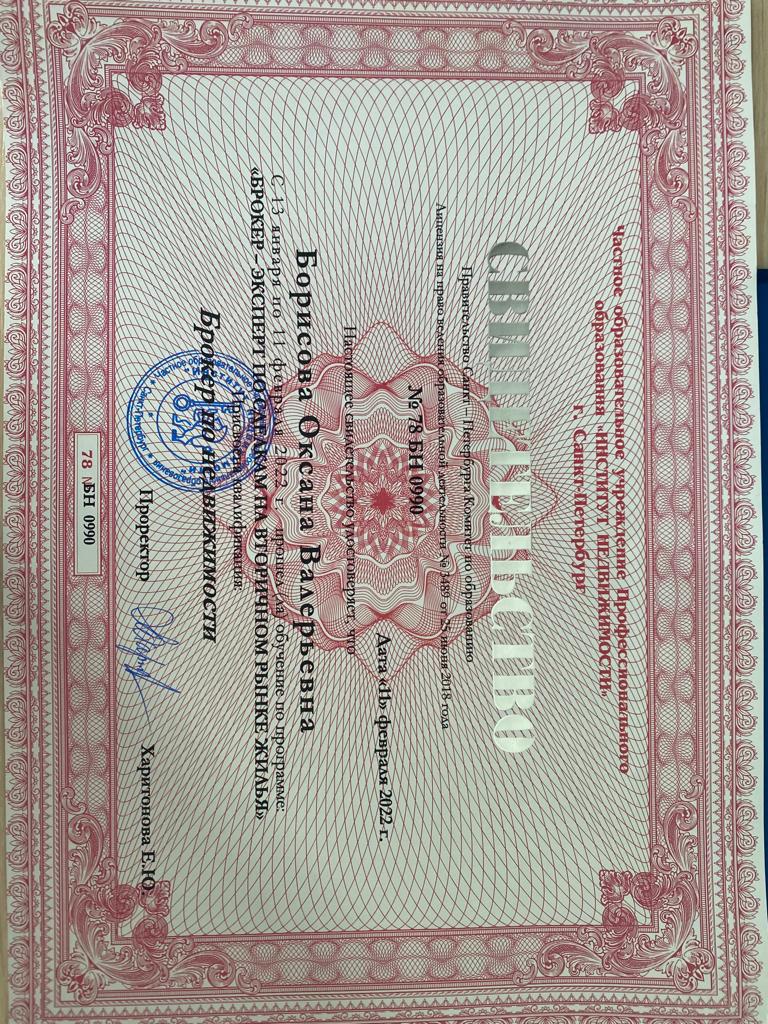 Частное образовательное учреждение Профессионального
образования «ИНСТИТУТ НЕДВИЖИМОСТИ»
г. Санкт-Петербург
СВИДЕТЕЛЬСТВО
Правительство Санкт – Петербурга Комитет по образованию
Лицензия на право ведения образовательной деятельности № 3489 от 25 июня 2018 года
№ 78 БН 0990
Дата «11» февраля 2022 г.
Настоящее свидетельство удостоверяет, что
Борисова Оксана Валерьевна
С 13 января по 11 февраля 2022 г. прошел на обучение по программе:
«БРОКЕР – ЭКСПЕРТ ПО СДЕЛКАМ НА ВТОРИЧНОМ РЫНКЕ ЖИЛЬЯ»
Присвоена квалификация:
Брокер по недвижимости
Проректор
Харитонова Е.Ю.
78 БН 0990